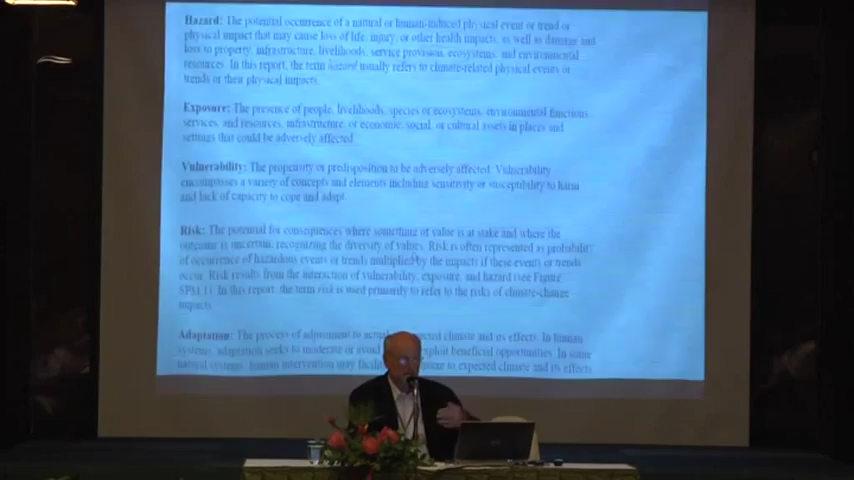 Hazard: The potential occurrence of a natural or human-induced physical event or trend or
physical impact that may cause loss of life, injury, or other health impacts, as well as damage and
loss to property, infrastructure, livelihoods, service provision, ecosystems, and environmental
resources. In this report, the term hazard usually refers to climate-related physical events or
trends or their physical impacts.
Exposure: The presence of people, livelihoods, species or ecosystems, environmental functions,
services, and resources, infrastructure, or economic, social, or cultural assets in places and
settings that could be adversely affected.
Vulnerability: The propensity or predisposition to be adversely affected. Vulnerability
encompasses a variety of concepts and elements including sensitivity or susceptibility to harm
and lack of capacity to cope and adapt.
Risk: The potential for consequences where something of value is at stake and where the
outcome is uncertain, recognizing the diversity of values. Risk is often represented as probability
of occurrence of hazardous events or trends multiplied by the impacts if these events or trends
occur. Risk results from the interaction of vulnerability, exposure, and hazard (see Figure
SPM.1). In this report, the term risk is used primarily to refer to the risks of climate-change
impacts.
Adaptation: The process of adjustment to climate and its effects. In human
systems, adaptation seeks to moderate or avoid exploit beneficial opportunities. In some
natural systems, human intervention may to expected climate and its effects